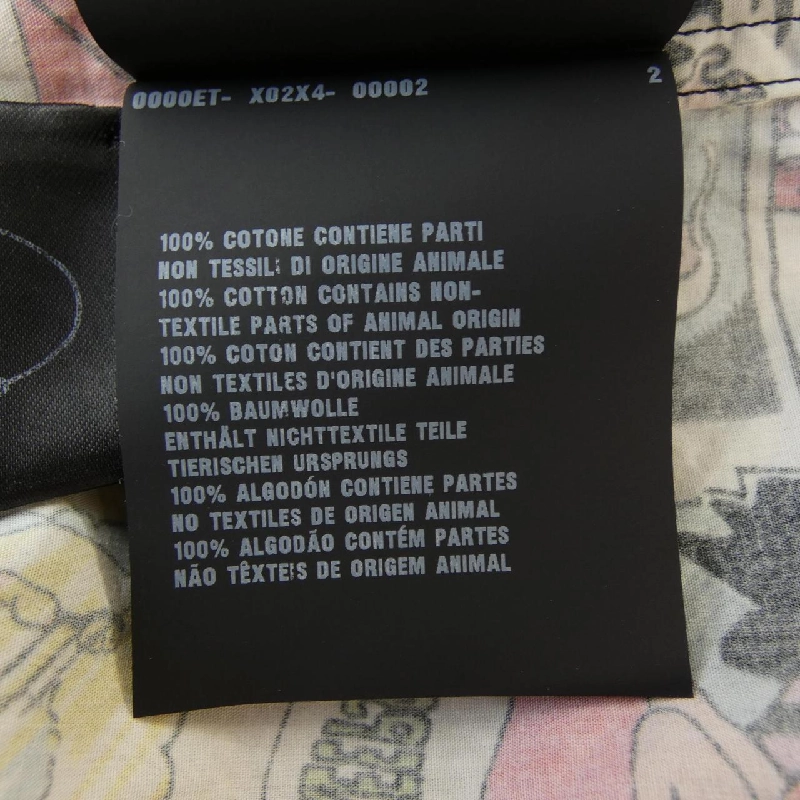 0000ET- X02X4- 00002 2
100% COTONE CONTIENE PARTI
NON TESSILI DI ORIGINE ANIMALE
100% COTTON CONTAINS NON-
TEXTILE PARTS OF ANIMAL ORIGIN
100% COTON CONTIENT DES PARTIES
NON TEXTILES D'ORIGINE ANIMALE
100% BAUMWOLLE
ENTHÄLT NICHTTEXTILE TEILE
TIERISCHEN URSPRUNGS
100% ALGODÓN CONTIENE PARTES
NO TEXTILES DE ORIGEN ANIMAL
100% ALGODÃO CONTÉM PARTES
NÃO TÊXTEIS DE ORIGEM ANIMAL